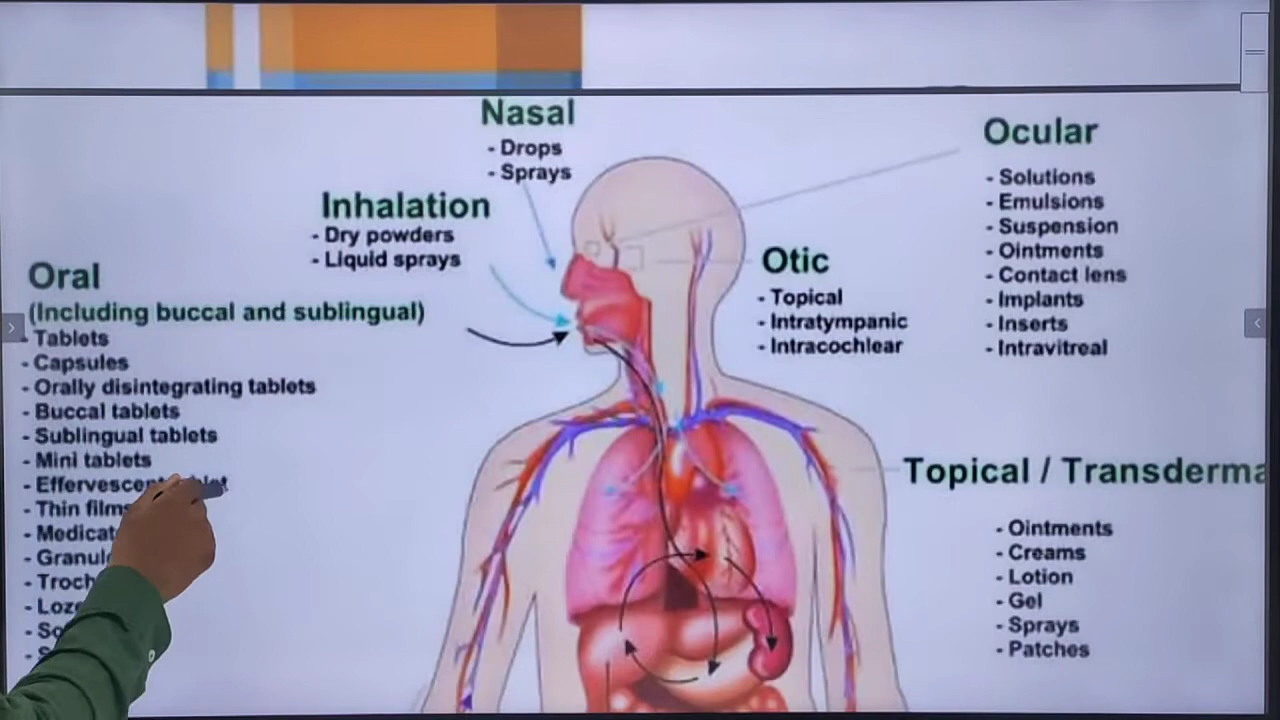 Nasal
- Drops
- Sprays
Inhalation
- Dry powders
- Liquid sprays
Oral
(Including buccal and sublingual)
- Tablets
- Capsules
- Orally disintegrating tablets
- Buccal tablets
- Sublingual tablets
- Mini tablets
- Effervescent
- Thin films
Ocular
- Solutions
- Emulsions
- Suspension
- Ointments
- Contact lens
- Implants
- Inserts
- Intravitreal
Otic
- Topical
- Intratympanic
- Intracochlear
Topical / Transderma
- Ointments
- Creams
- Lotion
- Gel
- Sprays
- Patches